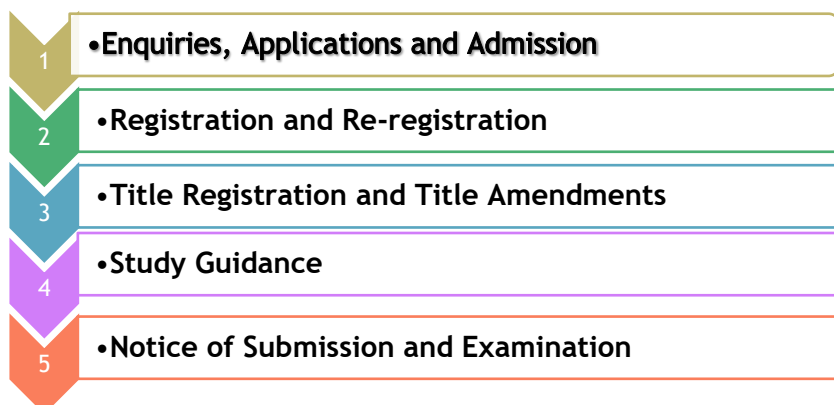 1 •Enquiries, Applications and Admission
2 •Registration and Re-registration
3 •Title Registration and Title Amendments
4 •Study Guidance
5 •Notice of Submission and Examination